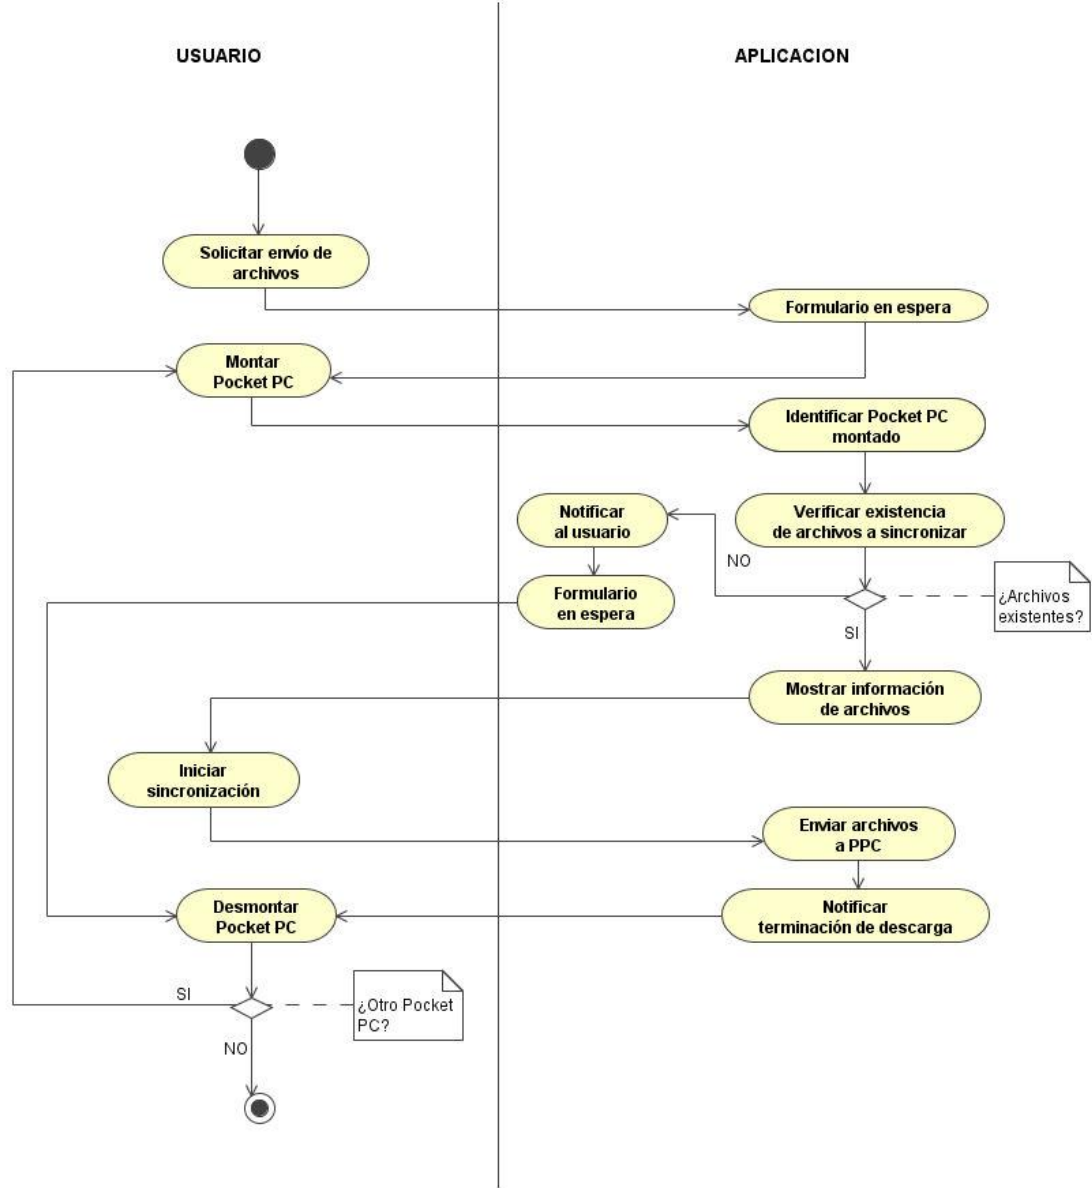 USUARIO
APLICACION
Solicitar envío de
archivos
Formulario en espera
Montar
Pocket PC
Identificar Pocket PC
montado
Verificar existencia
de archivos a sincronizar
Notificar
al usuario
NO
Formulario
en espera
¿Archivos
existentes?
SI
Mostrar información
de archivos
Iniciar
sincronización
Enviar archivos
a PPC
Notificar
terminación de descarga
Desmontar
Pocket PC
SI
¿Otro Pocket
PC?
NO